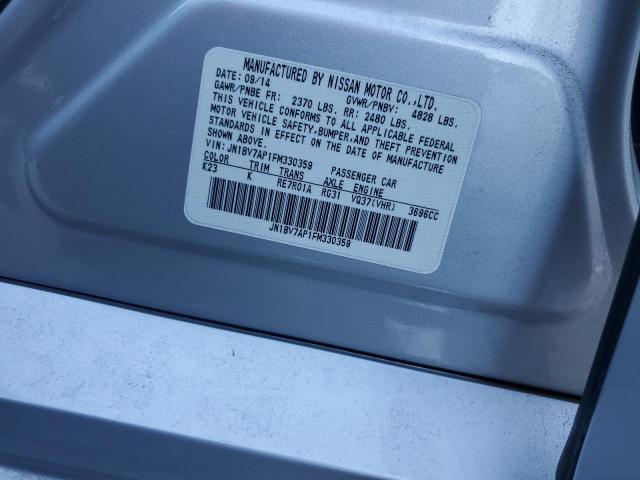 MANUFACTURED BY NISSAN MOTOR CO.,LTD.
DATE: 09/14 GVWR/PNBV: 4828 LBS.
GAWR/PNBE FR: 2370 LBS. RR: 2480 LBS.
THIS VEHICLE CONFORMS TO ALL APPLICABLE FEDERAL
MOTOR VEHICLE SAFETY,BUMPER,AND THEFT PREVENTION
STANDARDS IN EFFECT ON THE DATE OF MANUFACTURE
SHOWN ABOVE.
VIN: JN1BV7AP1FM330359 PASSENGER CAR
COLOR TRIM TRANS AXLE ENGINE
K23 K RE7R01A RG31 VQ37(VHR) 3696CC
JN1BV7AP1FM330359